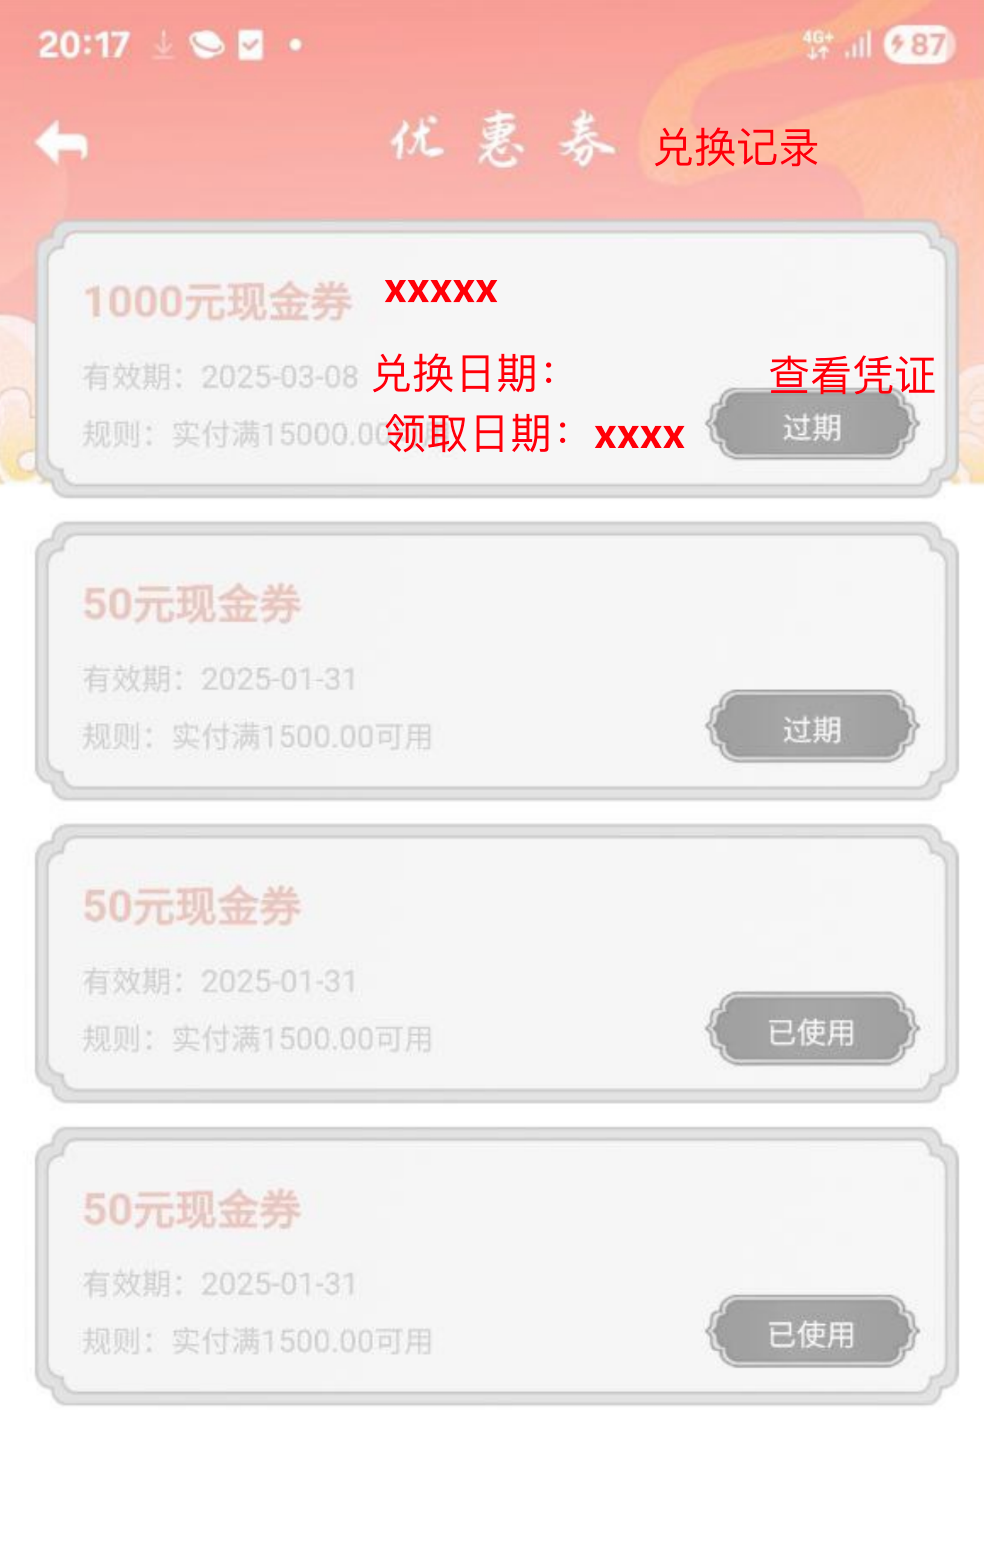 20:17
4G+
87
优惠券 兑换记录
1000元现金券 xxxxx
有效期：2025-03-08 兑换日期： 查看凭证
规则：实付满15000.00 领取日期：xxxx 过期
50元现金券
有效期：2025-01-31
规则：实付满1500.00可用
过期
50元现金券
有效期：2025-01-31
规则：实付满1500.00可用
已使用
50元现金券
有效期：2025-01-31
规则：实付满1500.00可用
已使用